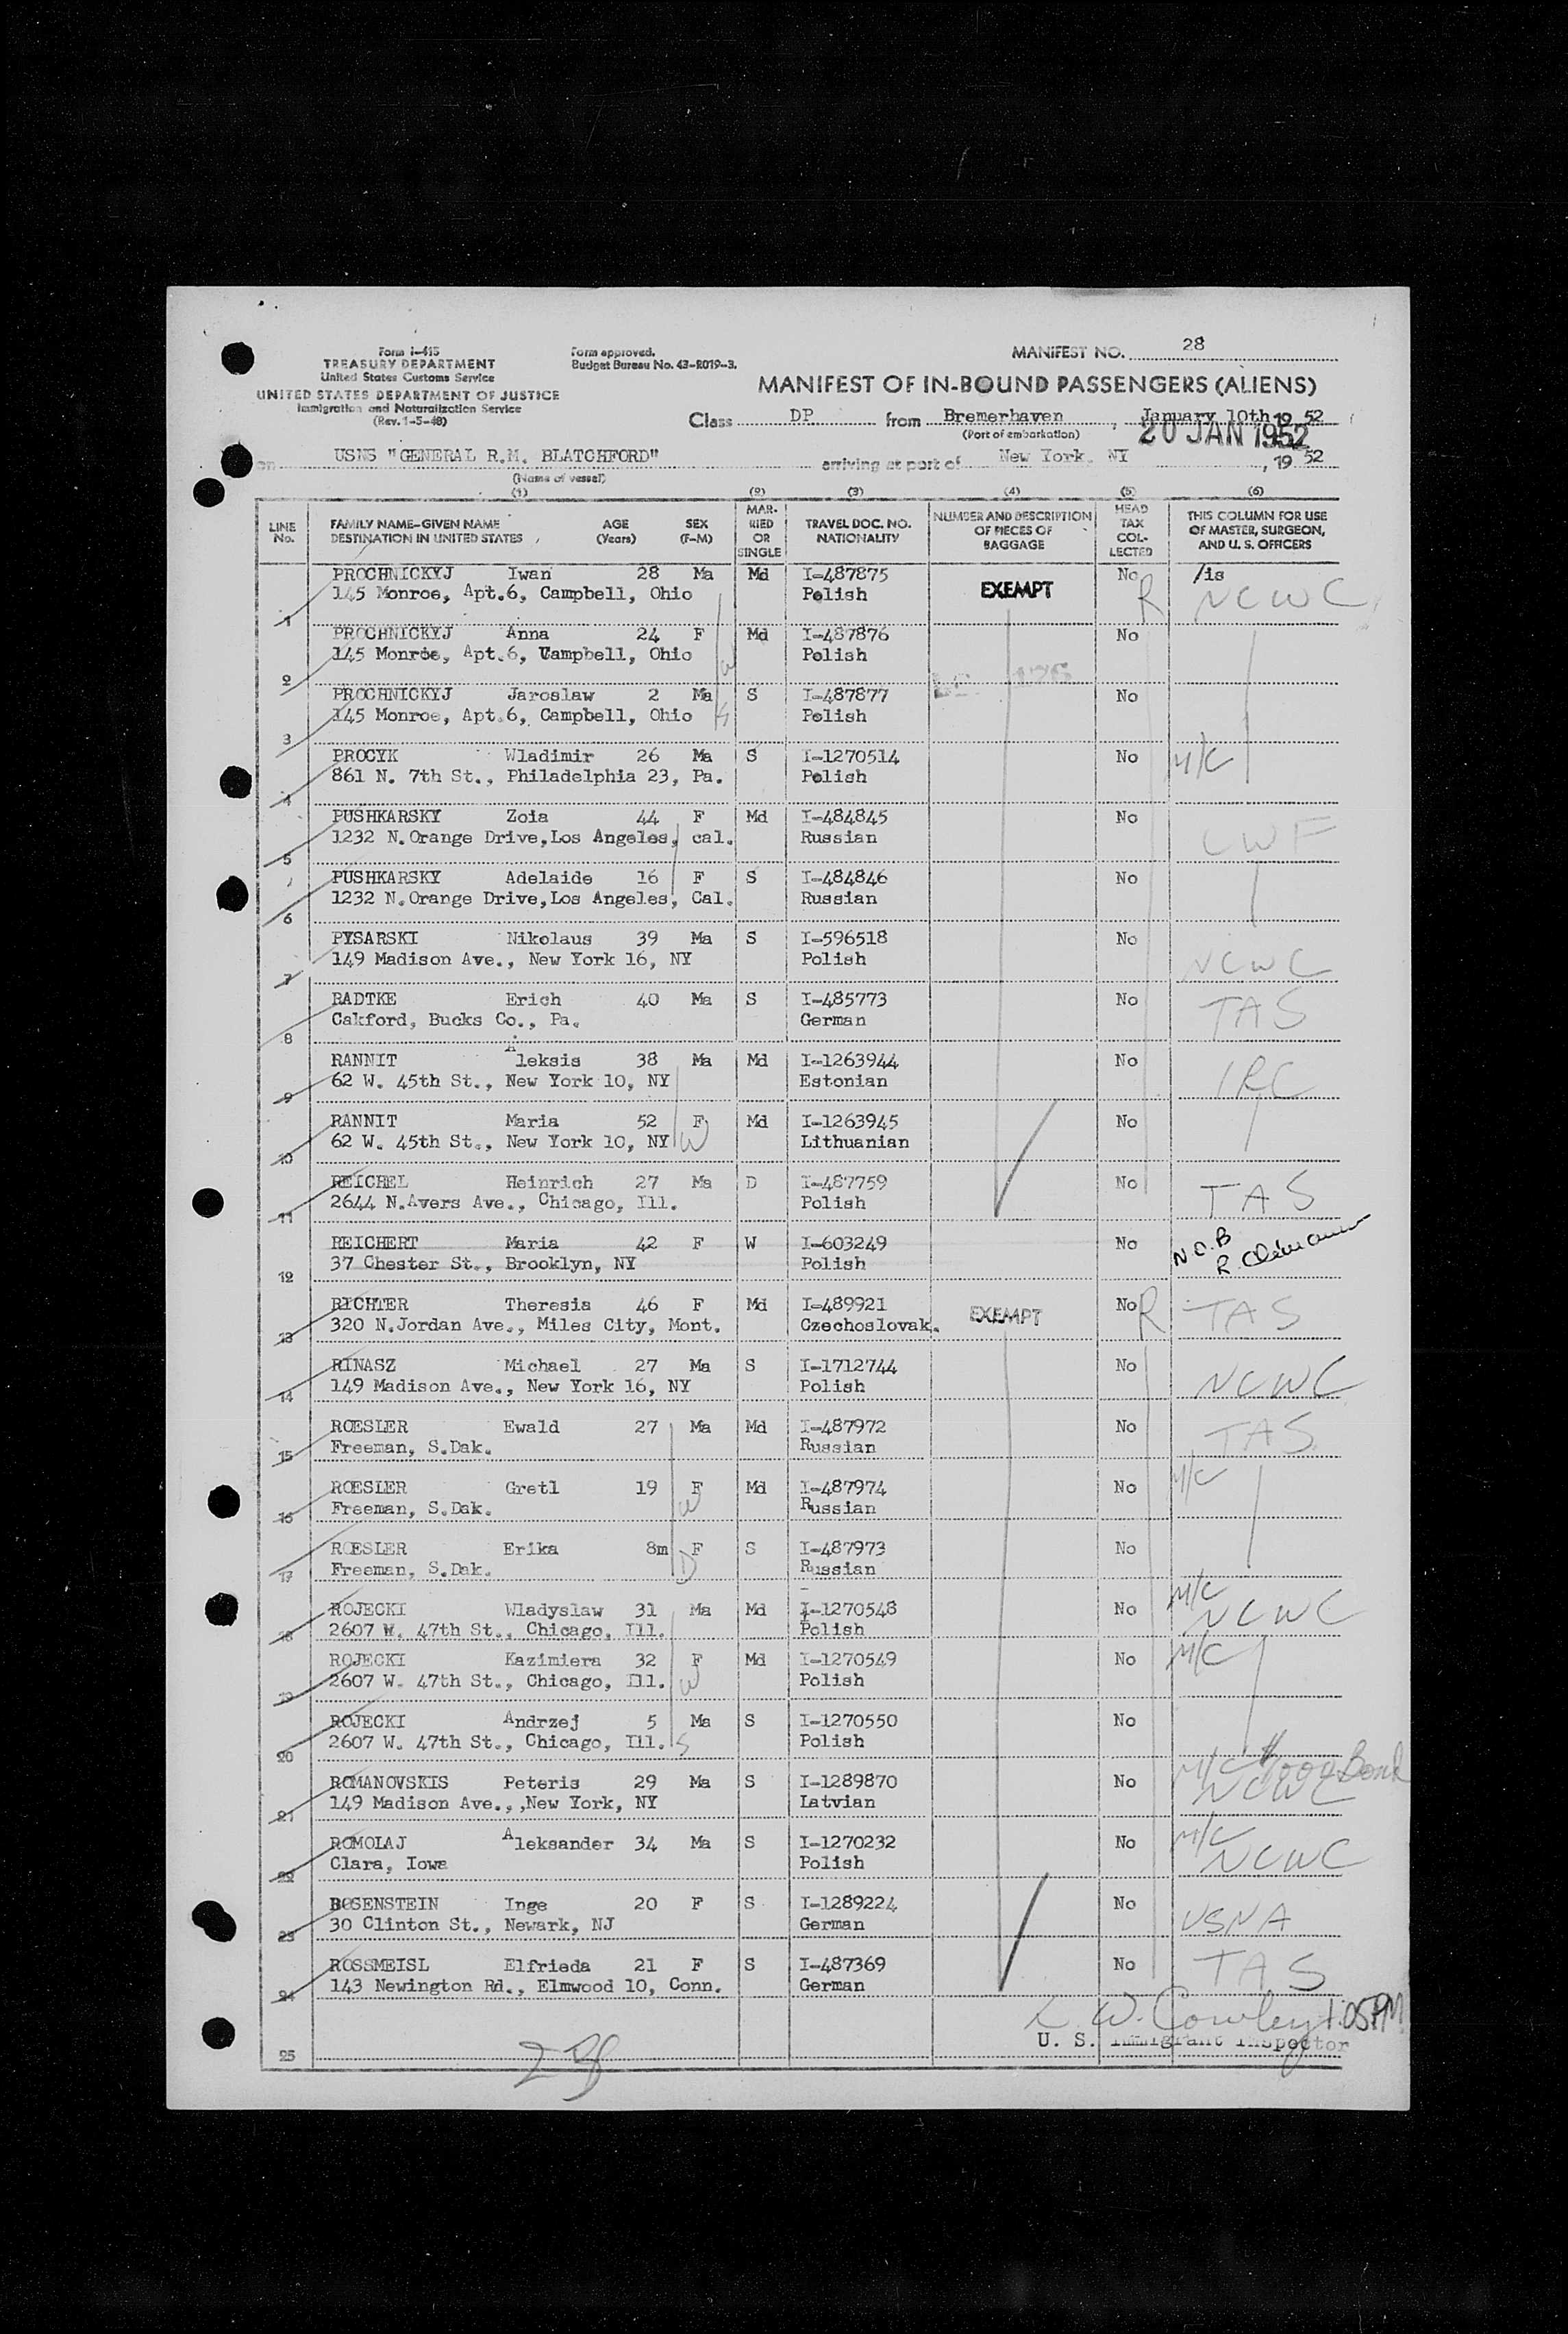 Form I-415
TREASURY DEPARTMENT
United States Customs Service
UNITED STATES DEPARTMENT OF JUSTICE
Immigration and Naturalization Service
(Rev. 1-5-48)
Form approved.
Budget Bureau No. 43-R019-3.
MANIFEST NO. 28
MANIFEST OF IN-BOUND PASSENGERS (ALIENS)
Class DP from Bremerhaven, January 10th 19 52
(Port of embarkation)
20 JAN 1952
on USNS "GENERAL R.M. BLATCHFORD" arriving at port of New York, NY, 19 52
(Name of vessel)
(1) (2) (3) (4) (5) (6)
LINE No. FAMILY NAME-GIVEN NAME DESTINATION IN UNITED STATES AGE (Years) SEX (F-M) MARRIED OR SINGLE TRAVEL DOC. NO. NATIONALITY NUMBER AND DESCRIPTION OF PIECES OF BAGGAGE HEAD TAX COLLECTED THIS COLUMN FOR USE OF MASTER, SURGEON, AND U. S. OFFICERS
PROCHNICKYJ Iwan 28 Ma Md I-487875 EXEMPT No R /is NCWC
1 145 Monroe, Apt.6, Campbell, Ohio Polish
PROCHNICKYJ Anna 24 F Md I-487876 No
2 145 Monroe, Apt.6, Campbell, Ohio W Polish
PROCHNICKYJ Jaroslaw 2 Ma S I-487877 No
3 145 Monroe, Apt.6, Campbell, Ohio S Polish
PROCYK Wladimir 26 Ma S I-1270514 No M/C
4 861 N. 7th St., Philadelphia 23, Pa. Polish
PUSHKARSKY Zoia 44 F Md I-484845 No CWF
5 1232 N.Orange Drive,Los Angeles, cal. Russian
PUSHKARSKY Adelaide 16 F S I-484846 No
6 1232 N.Orange Drive,Los Angeles, Cal. Russian
PYSARSKI Nikolaus 39 Ma S I-596518 No NCWC
7 149 Madison Ave., New York 16, NY Polish
RADTKE Erich 40 Ma S I-485773 No TAS
8 Oakford, Bucks Co., Pa. German
RANNIT Aleksis 38 Ma Md I-1263944 No IRC
9 62 W. 45th St., New York 10, NY Estonian
RANNIT Maria 52 F Md I-1263945 No
10 62 W. 45th St., New York 10, NY W Lithuanian
REICHEL Heinrich 27 Ma D I-487759 No TAS
11 2644 N.Avers Ave., Chicago, Ill. Polish
REICHERT Maria 42 F W I-603249 No N.O.B
12 37 Chester St., Brooklyn, NY Polish R.
RICHTER Theresia 46 F Md I-489921 EXEMPT No R TAS
13 320 N.Jordan Ave., Miles City, Mont. Czechoslovak.
RINASZ Michael 27 Ma S I-1712744 No NCWC
14 149 Madison Ave., New York 16, NY Polish
ROESLER Ewald 27 Ma Md I-487972 No TAS
15 Freeman, S.Dak. Russian
ROESLER Gretl 19 F Md I-487974 No M/C
16 Freeman, S.Dak. W Russian
ROESLER Erika 8m F S I-487973 No
17 Freeman, S.Dak. D Russian
ROJECKI Wladyslaw 31 Ma Md I-1270548 No M/C NCWC
18 2607 W. 47th St., Chicago, Ill. Polish
ROJECKI Kazimiera 32 F Md I-1270549 No M/C
19 2607 W. 47th St., Chicago, Ill. W Polish
ROJECKI Andrzej 5 Ma S I-1270550 No
20 2607 W. 47th St., Chicago, Ill. S Polish
ROMANOVSKIS Peteris 29 Ma S I-1289870 No M/C $1000 Bond NCWC
21 149 Madison Ave.,,New York, NY Latvian
ROMOLAJ Aleksander 34 Ma S I-1270232 No M/C NCWC
22 Clara, Iowa Polish
ROSENSTEIN Inge 20 F S I-1289224 No USNA
23 30 Clinton St., Newark, NJ German
ROSSMEISL Elfrieda 21 F S I-487369 No TAS
24 143 Newington Rd., Elmwood 10, Conn. German
L. W. Cowley 1:05PM
U. S. Immigrant Inspector
25